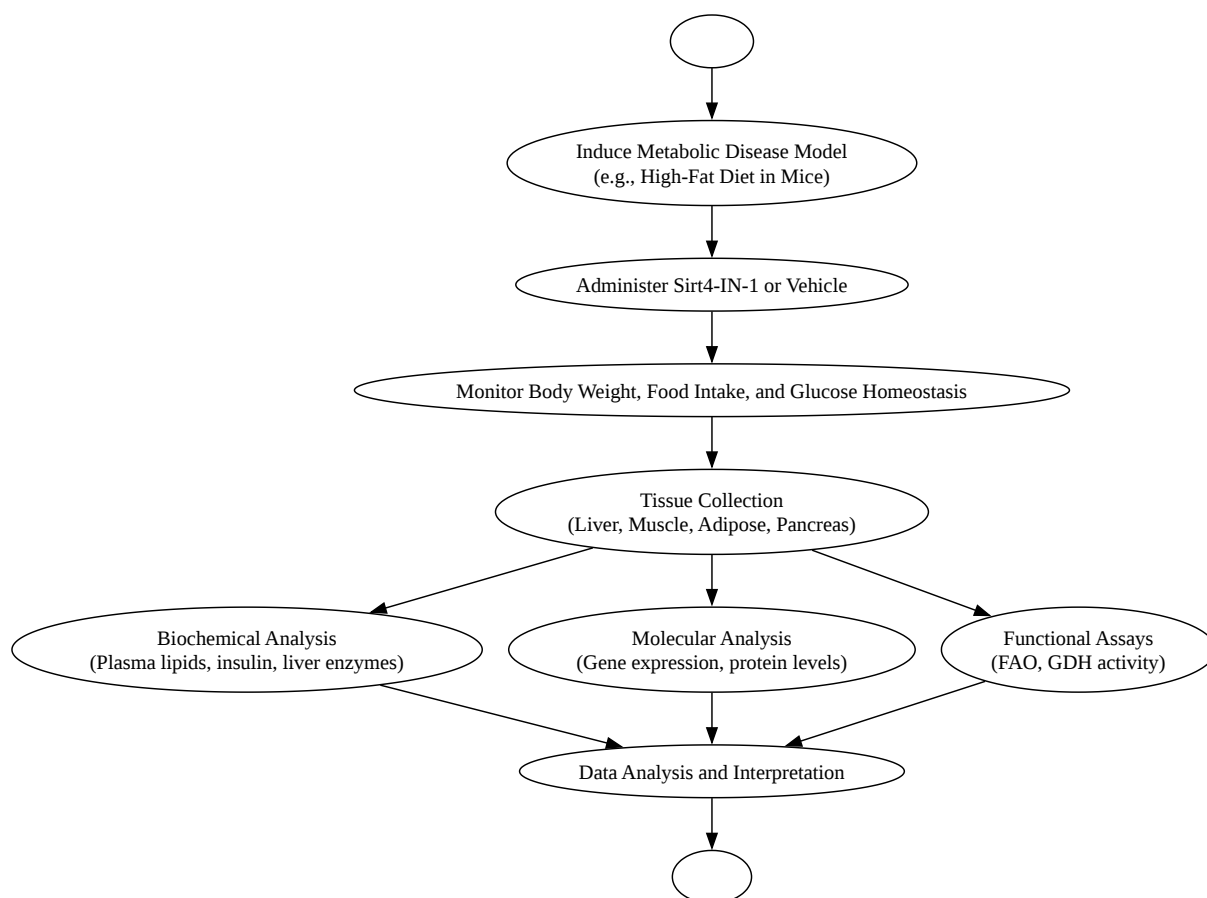 Induce Metabolic Disease Model
(e.g., High-Fat Diet in Mice)
Administer Sirt4-IN-1 or Vehicle
Monitor Body Weight, Food Intake, and Glucose Homeostasis
Tissue Collection
(Liver, Muscle, Adipose, Pancreas)
Biochemical Analysis
(Plasma lipids, insulin, liver enzymes)
Molecular Analysis
(Gene expression, protein levels)
Functional Assays
(FAO, GDH activity)
Data Analysis and Interpretation